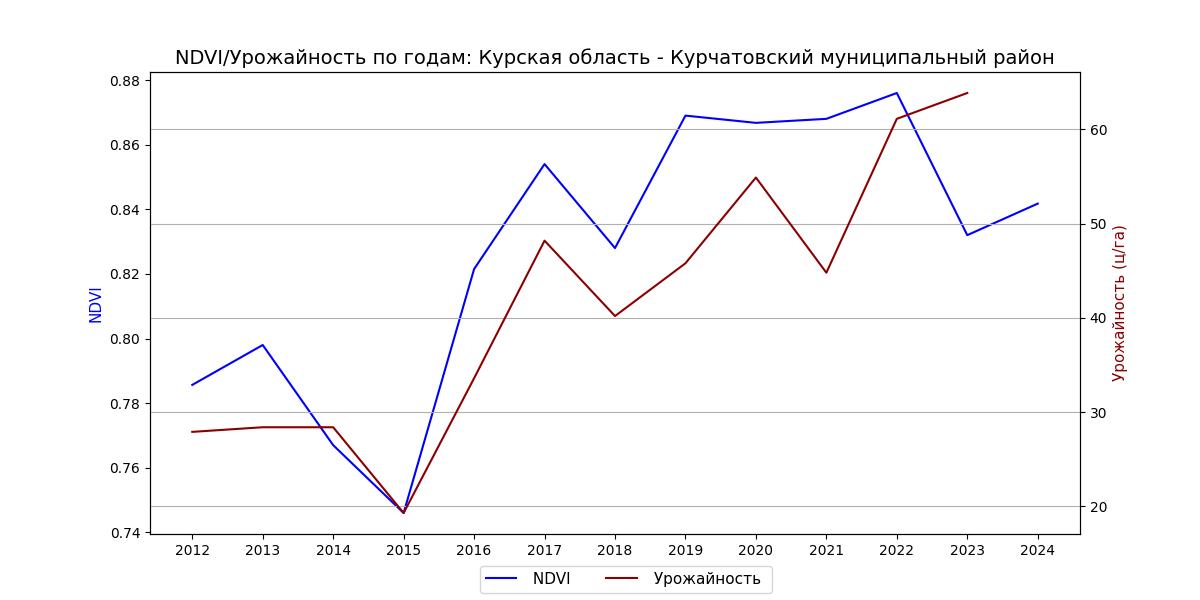 NDVI/Урожайность по годам: Курская область - Курчатовский муниципальный район
0.88
0.86
0.84
0.82
0.80
0.78
0.76
0.74
NDVI
60
50
40
30
20
Урожайность (ц/га)
2012 2013 2014 2015 2016 2017 2018 2019 2020 2021 2022 2023 2024
NDVI Урожайность